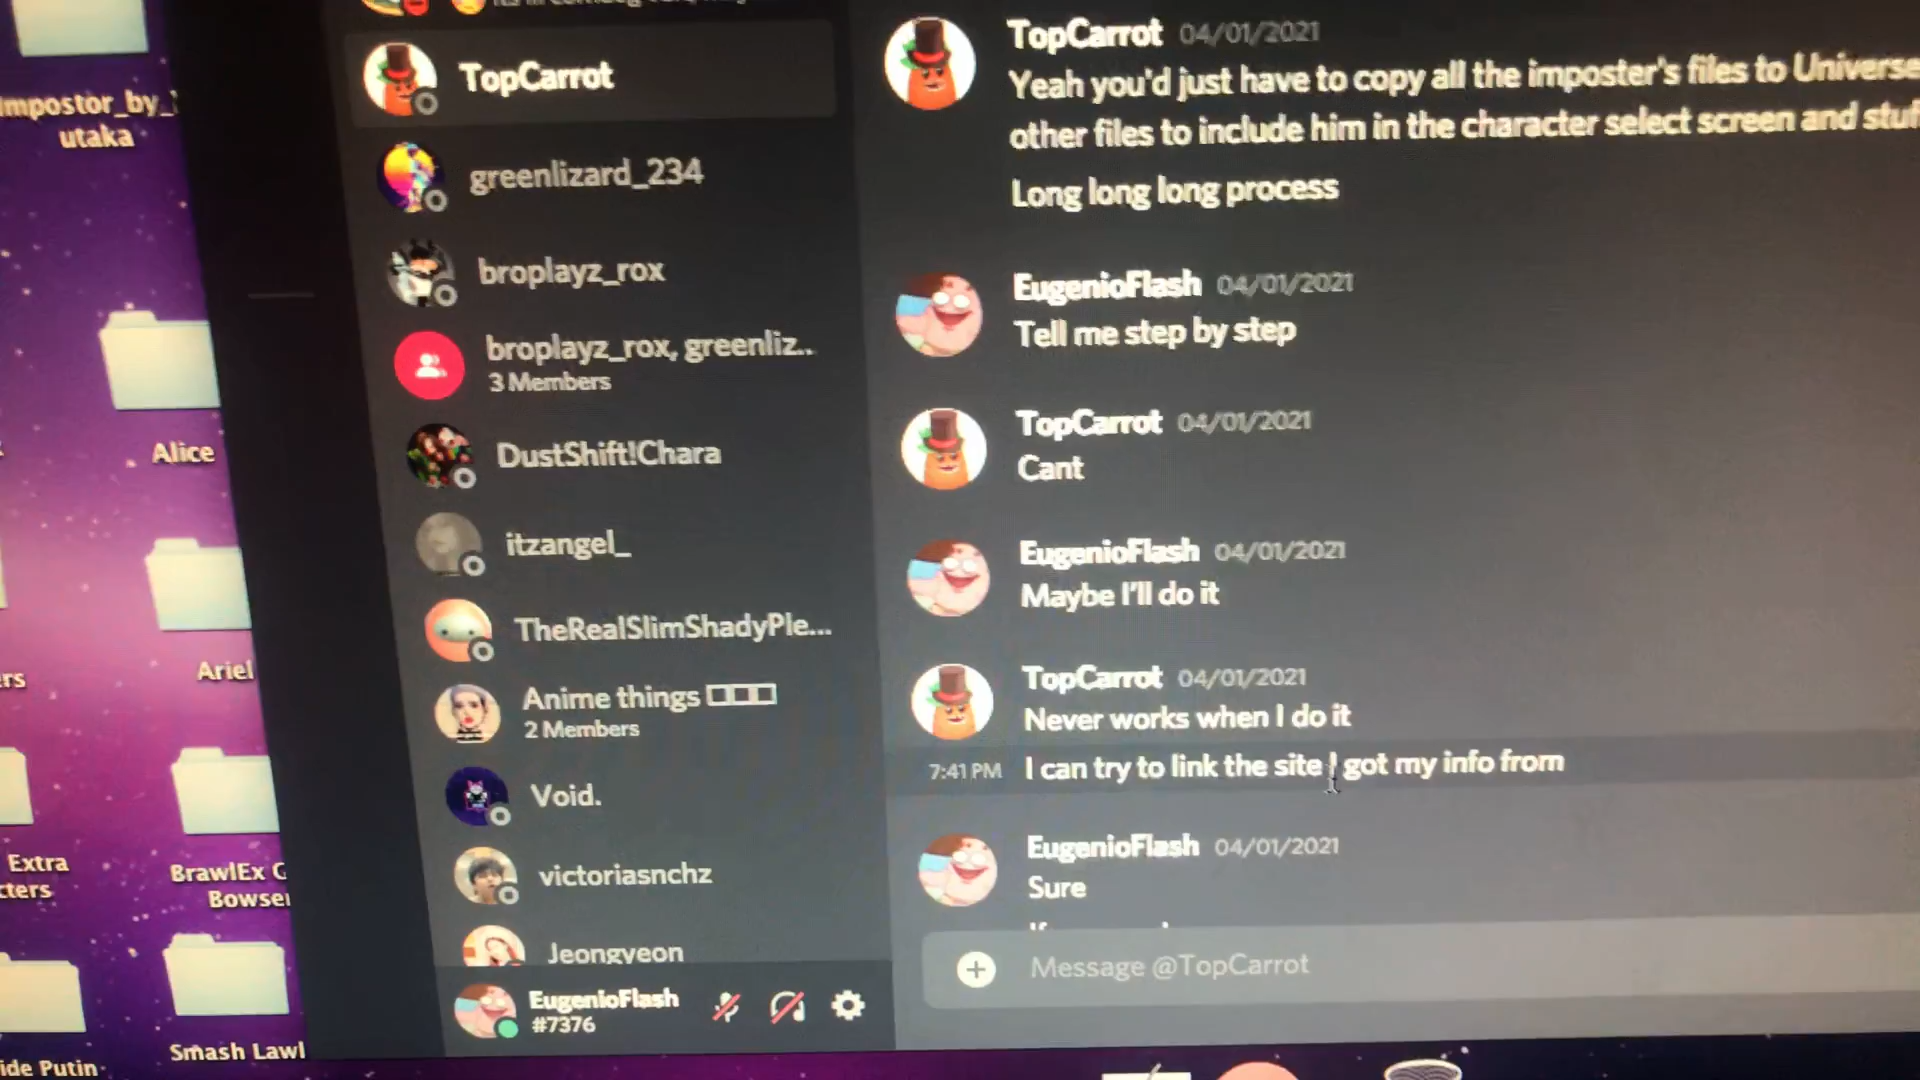 impostor_by_
utaka
Alice
Ariel
ers
Extra
cters
BrawlEx G
Bowser
Smash Lawl
ide Putin
TopCarrot
greenlizard_234
broplayz_rox
broplayz_rox, greenliz..
3 Members
DustShift!Chara
itzangel_
TheRealSlimShadyPle...
Anime things □□□
2 Members
Void.
victoriasnchz
Jeongyeon
EugenioFlash
#7376
TopCarrot 04/01/2021
Yeah you'd just have to copy all the imposter's files to Universe
other files to include him in the character select screen and stuf
Long long long process
EugenioFlash 04/01/2021
Tell me step by step
TopCarrot 04/01/2021
Cant
EugenioFlash 04/01/2021
Maybe I'll do it
TopCarrot 04/01/2021
Never works when I do it
7:41 PM I can try to link the site I got my info from
EugenioFlash 04/01/2021
Sure
Message @TopCarrot